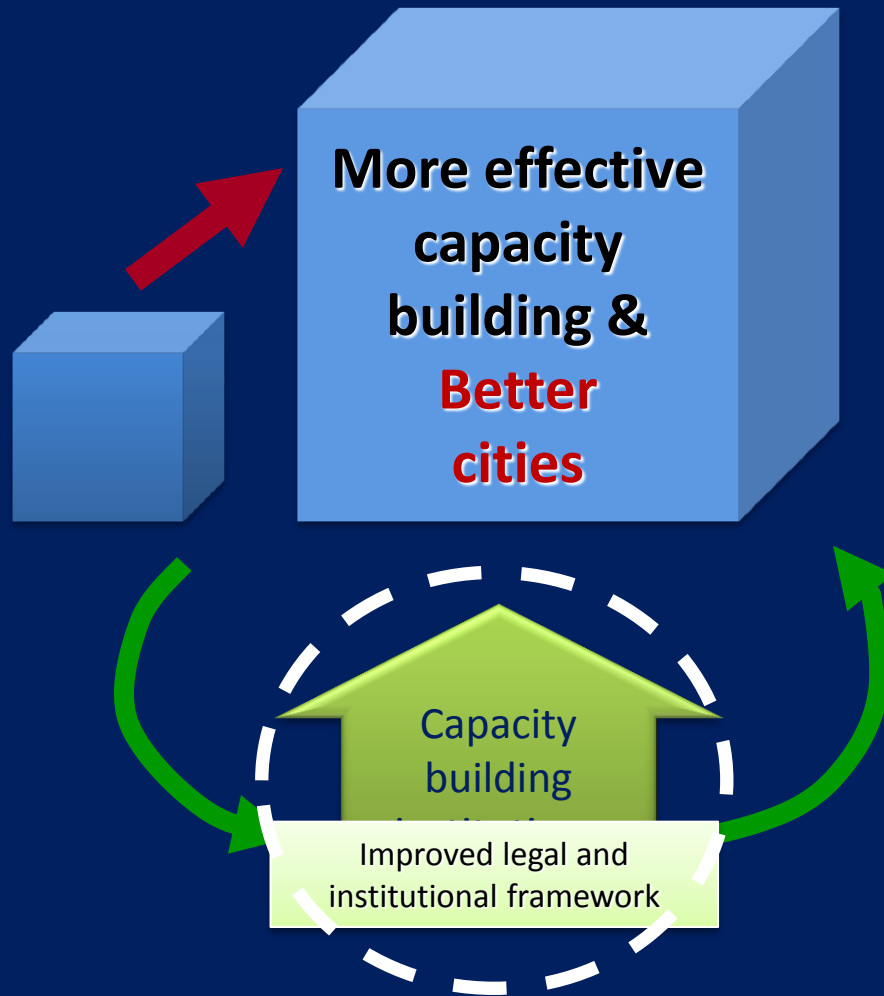 More effective
capacity
building &
Better
cities
Capacity
building
Improved legal and
institutional framework